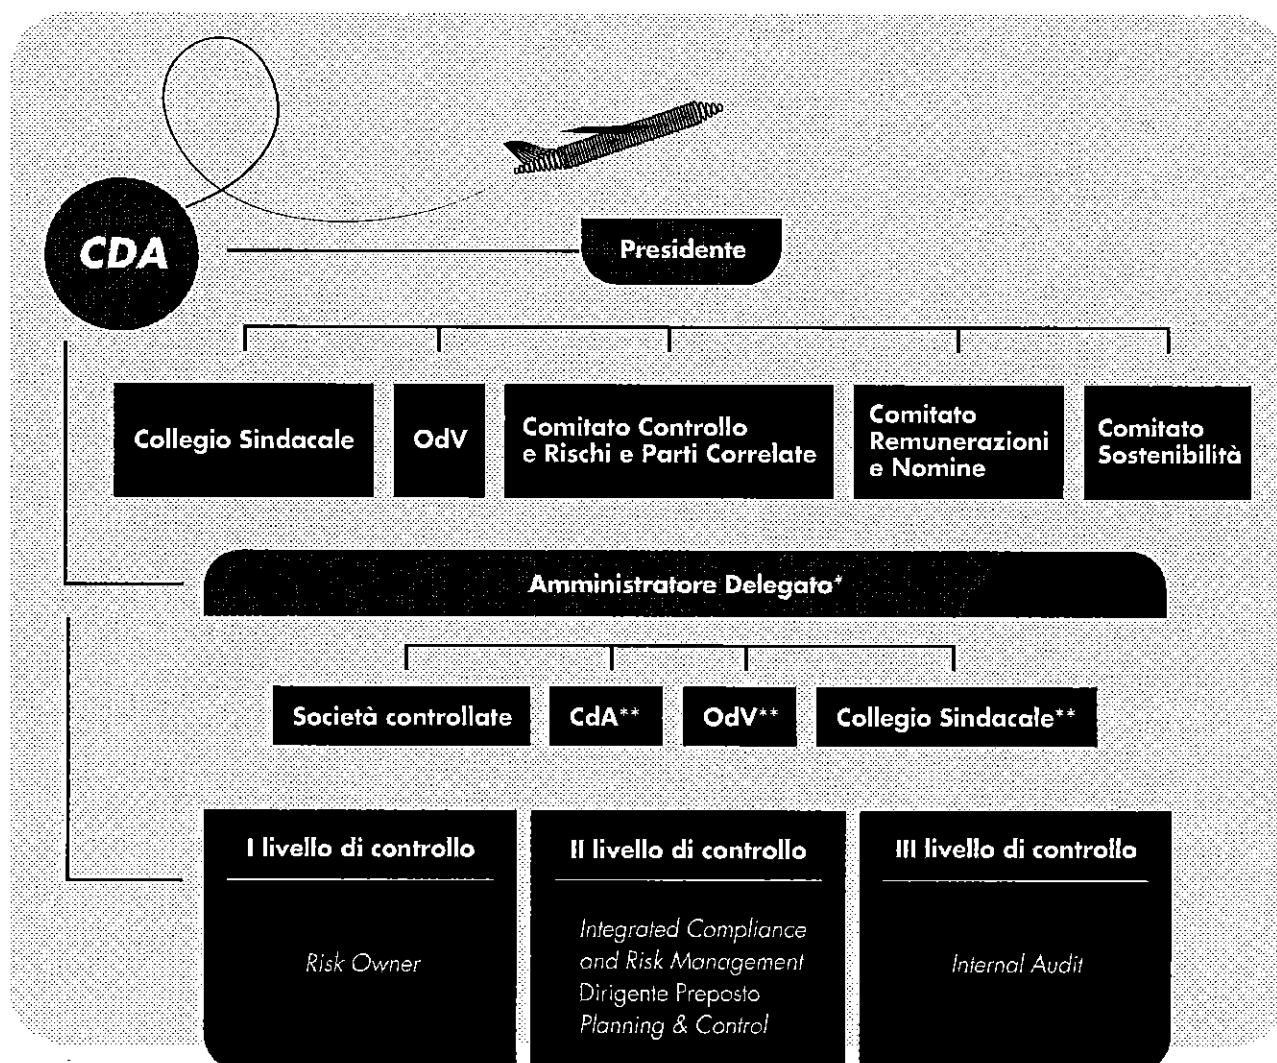 CDA
Presidente
Collegio Sindacale
OdV
Comitato Controllo
e Rischi e Parti Correlate
Comitato
Remunerazioni
e Nomine
Comitato
Sostenibilità
Amministratore Delegato*
Società controllate
CdA**
OdV**
Collegio Sindacale**
I livello di controllo
Risk Owner
II livello di controllo
Integrated Compliance
and Risk Management
Dirigente Preposto
Planning & Control
III livello di controllo
Internal Audit